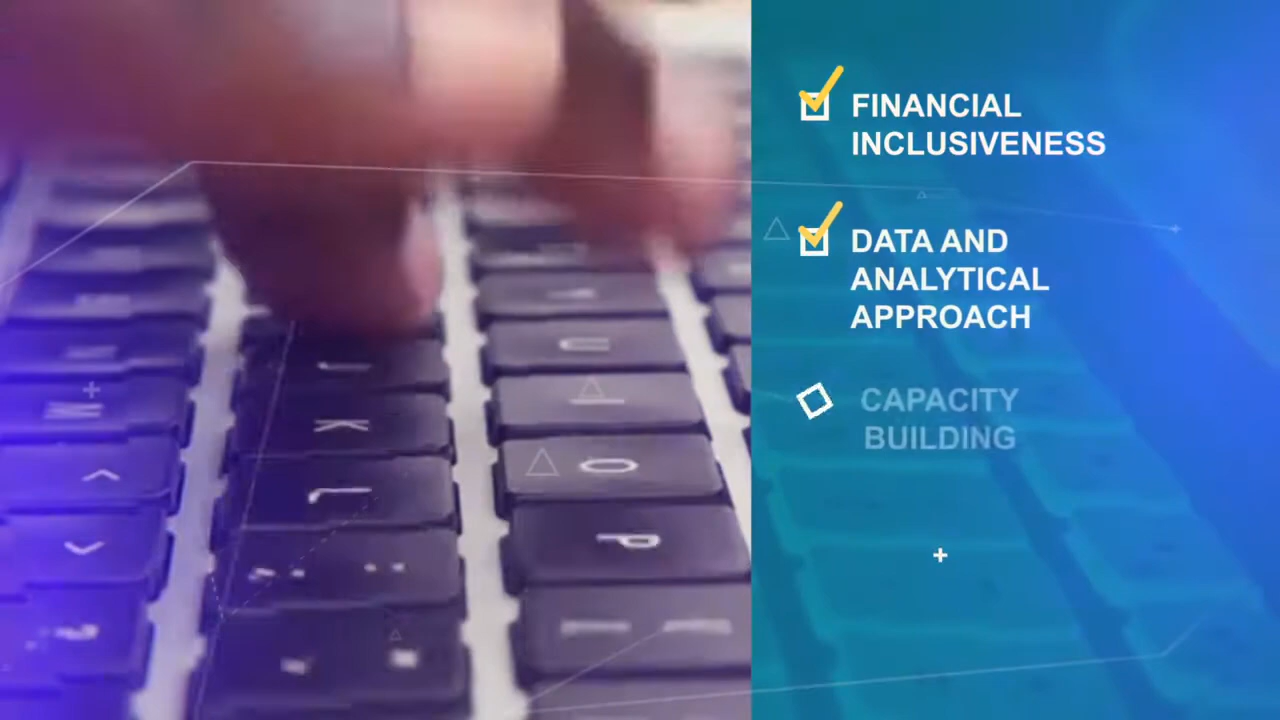 FINANCIAL
INCLUSIVENESS
DATA AND
ANALYTICAL
APPROACH
CAPACITY
BUILDING
U
K
O
L
P